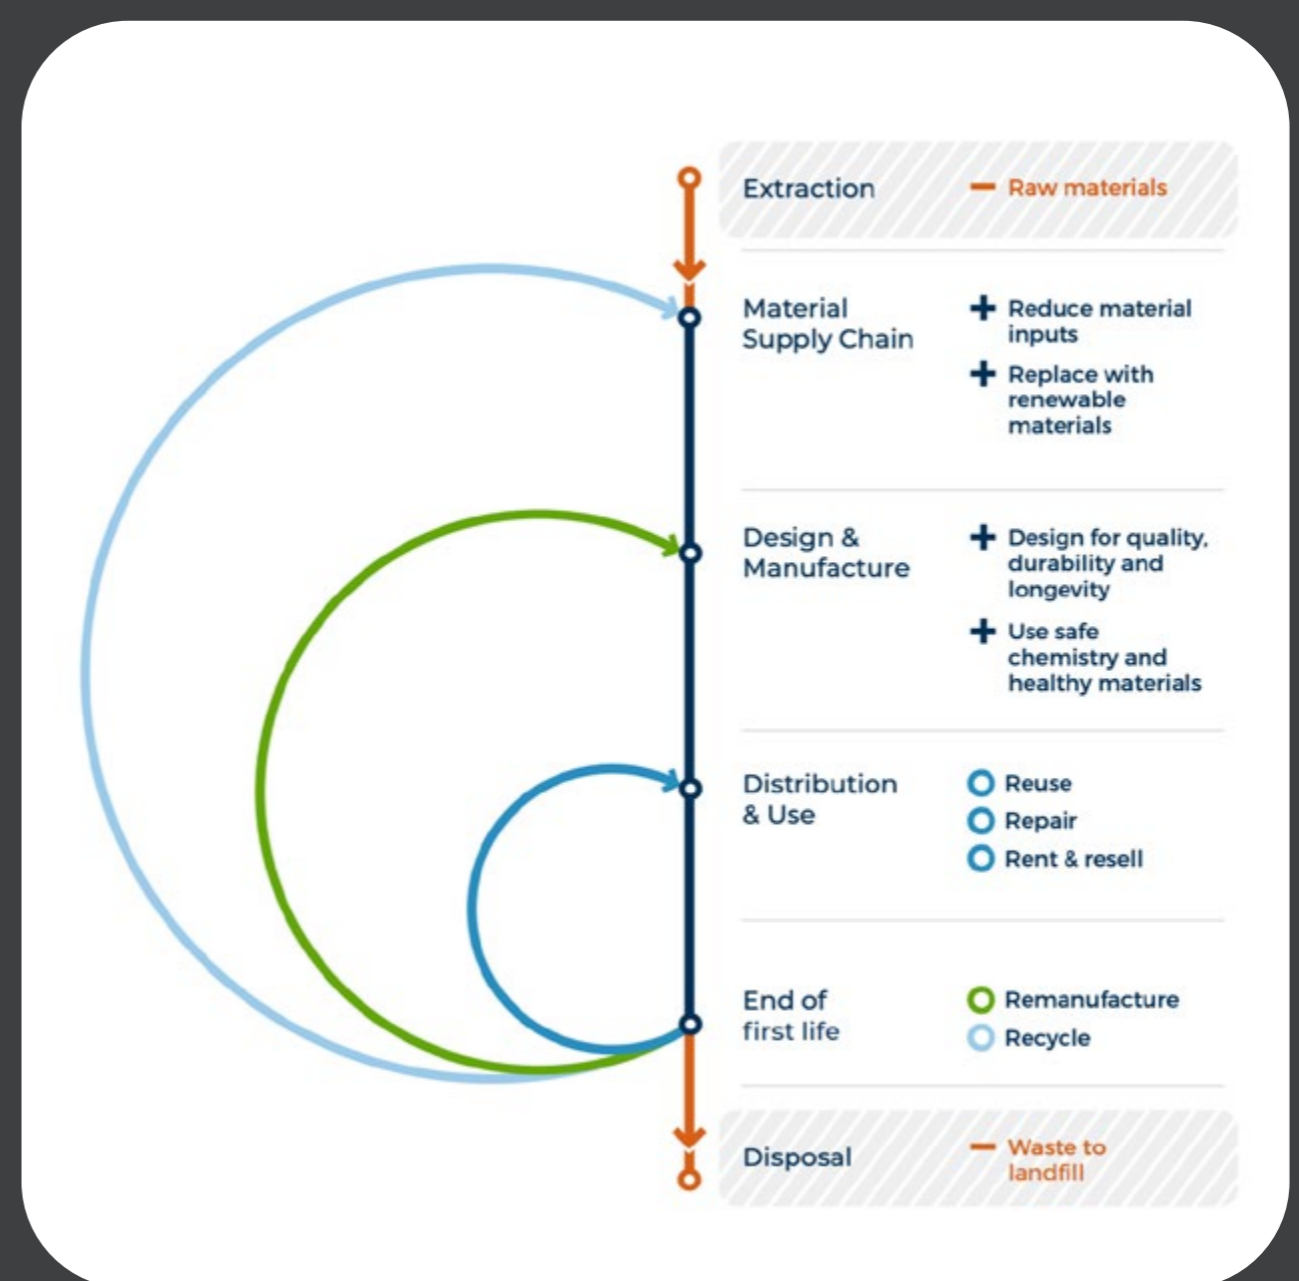 Extraction
Raw materials
Material
Supply Chain
Reduce material
inputs
Replace with
renewable
materials
Design &
Manufacture
Design for quality,
durability and
longevity
Use safe
chemistry and
healthy materials
Distribution
& Use
Reuse
Repair
Rent & resell
End of
first life
Remanufacture
Recycle
Disposal
Waste to
landfill